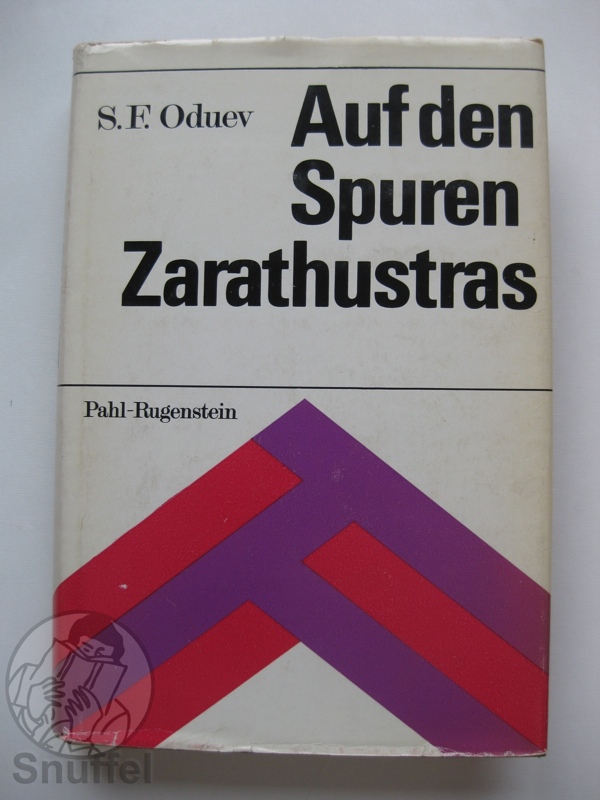 S.F. Oduev
Auf den
Spuren
Zarathustras
Pahl-Rugenstein
Snuffel